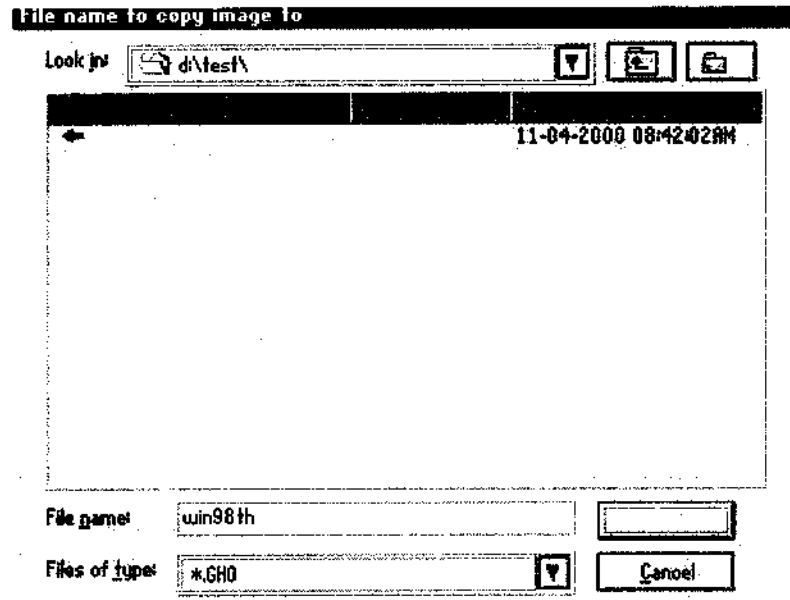 File name to copy image to
Look in: d:\test\
11-04-2000 08:42:02AM
File name: win98th
Files of type: *.GHO
Cancel